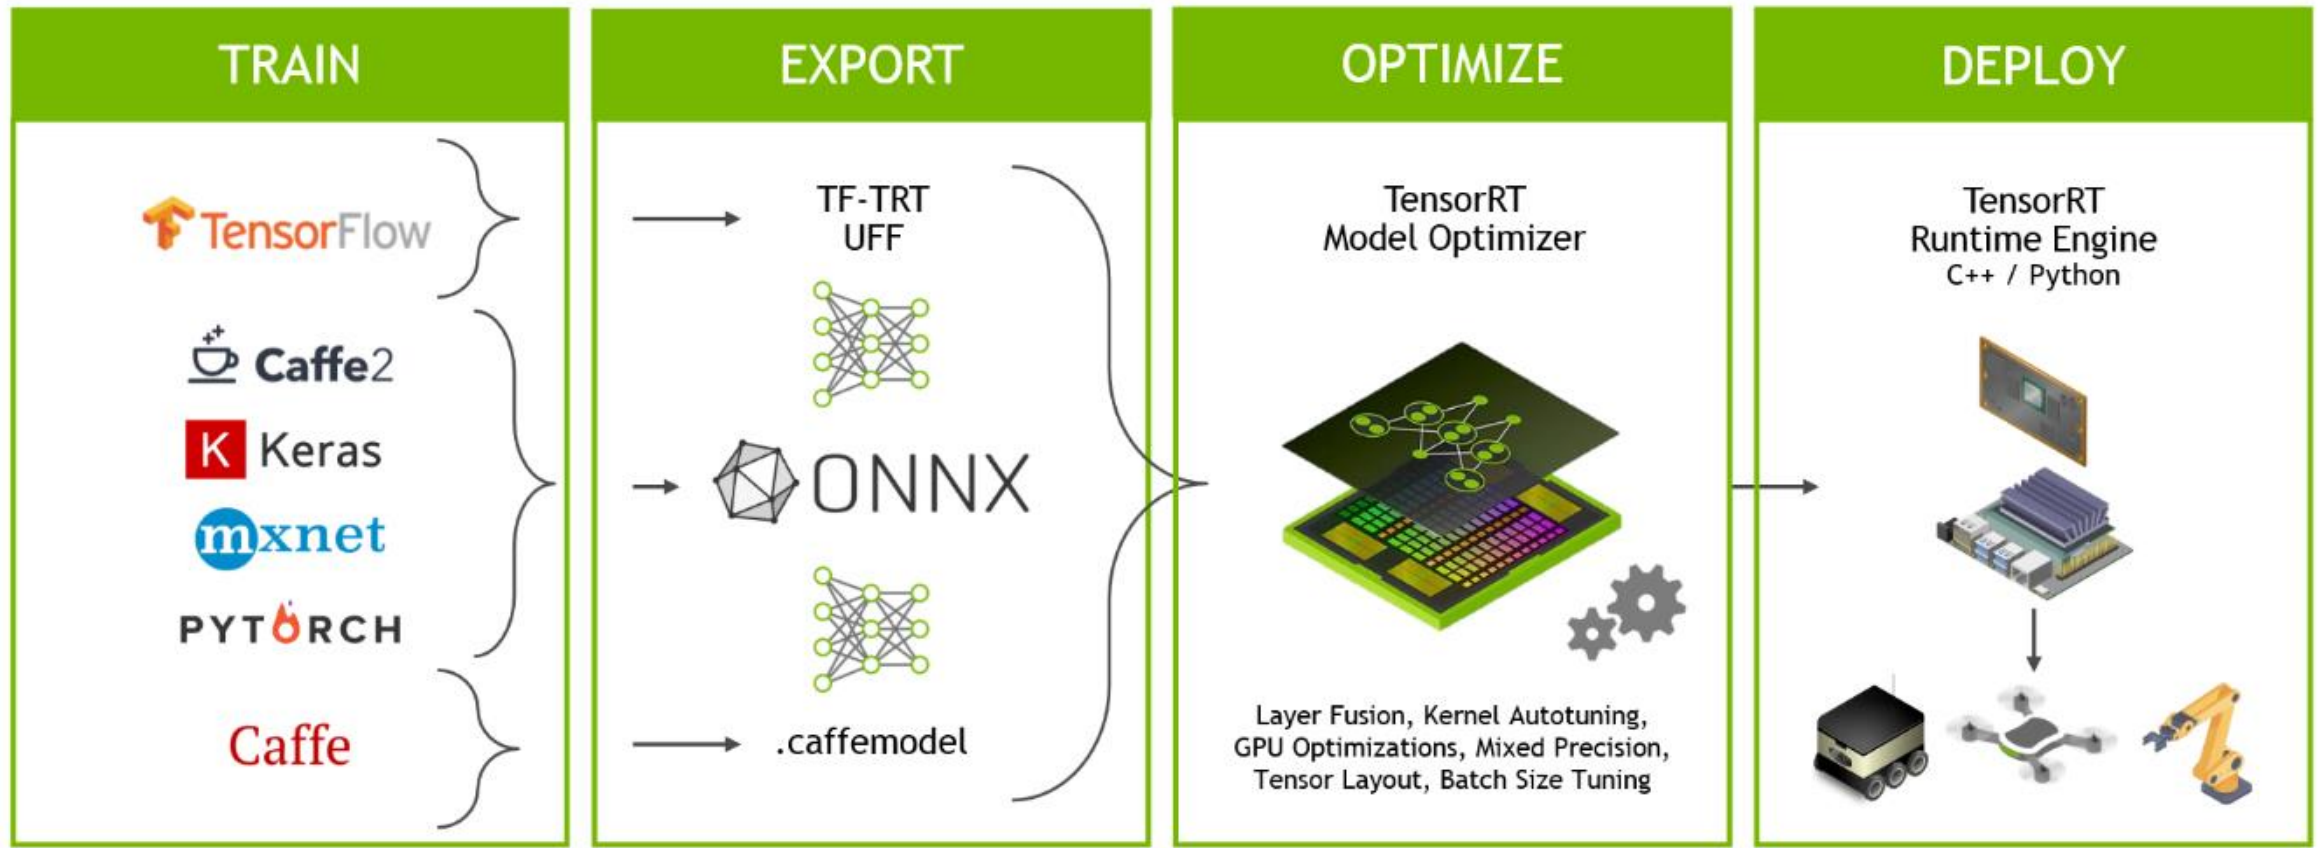 TRAIN
TensorFlow
Caffe2
K Keras
mxnet
PYTORCH
Caffe
EXPORT
TF-TRT
UFF
ONNX
.caffemodel
OPTIMIZE
TensorRT
Model Optimizer
Layer Fusion, Kernel Autotuning,
GPU Optimizations, Mixed Precision,
Tensor Layout, Batch Size Tuning
DEPLOY
TensorRT
Runtime Engine
C++ / Python